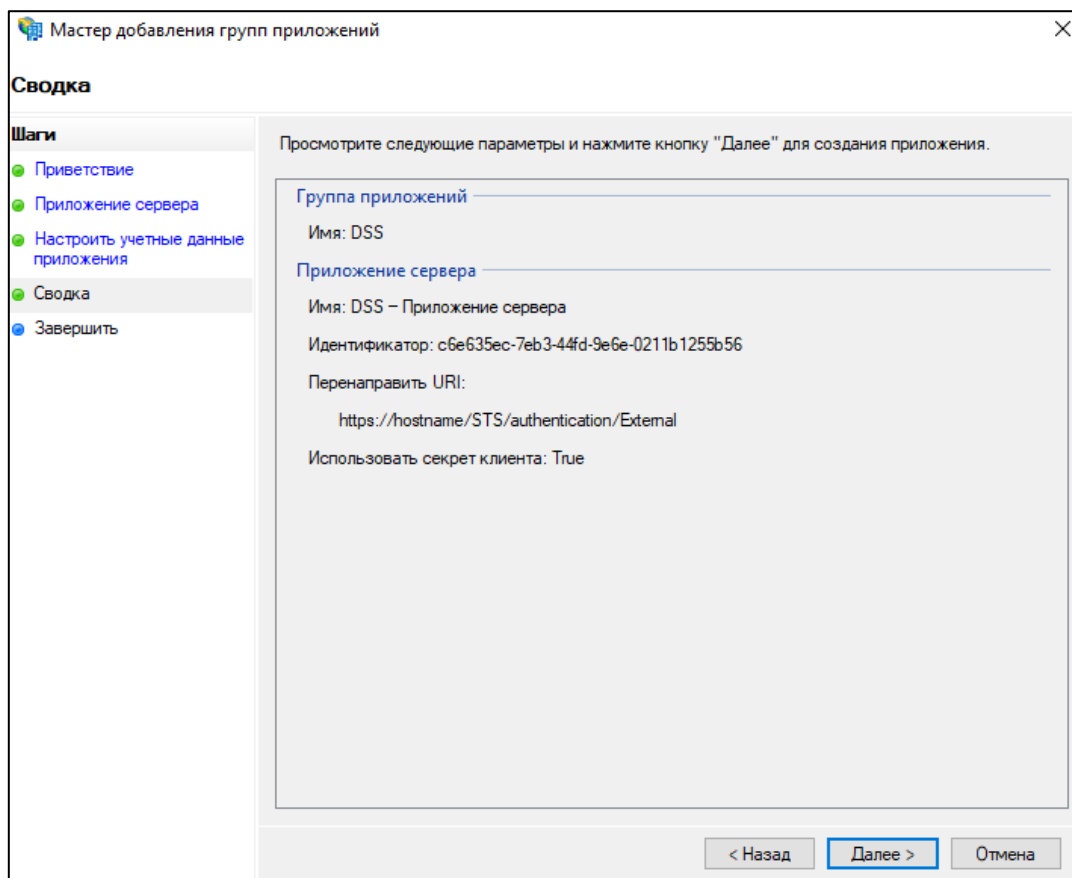 Мастер добавления групп приложений
Сводка
Шаги
Приветствие
Приложение сервера
Настроить учетные данные
приложения
Сводка
Завершить
Просмотрите следующие параметры и нажмите кнопку "Далее" для создания приложения.
Группа приложений
Имя: DSS
Приложение сервера
Имя: DSS – Приложение сервера
Идентификатор: c6e635ec-7eb3-44fd-9e6e-0211b1255b56
Перенаправить URI:
https://hostname/STS/authentication/External
Использовать секрет клиента: True
< Назад
Далее >
Отмена